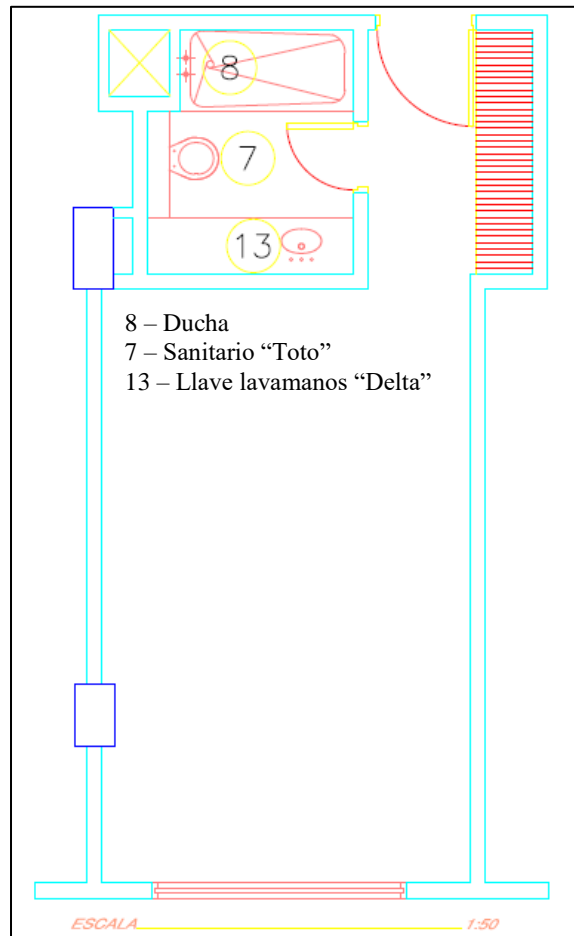 8
7
13
8 – Ducha
7 – Sanitario “Toto”
13 – Llave lavamanos “Delta”
ESCALA 1:50